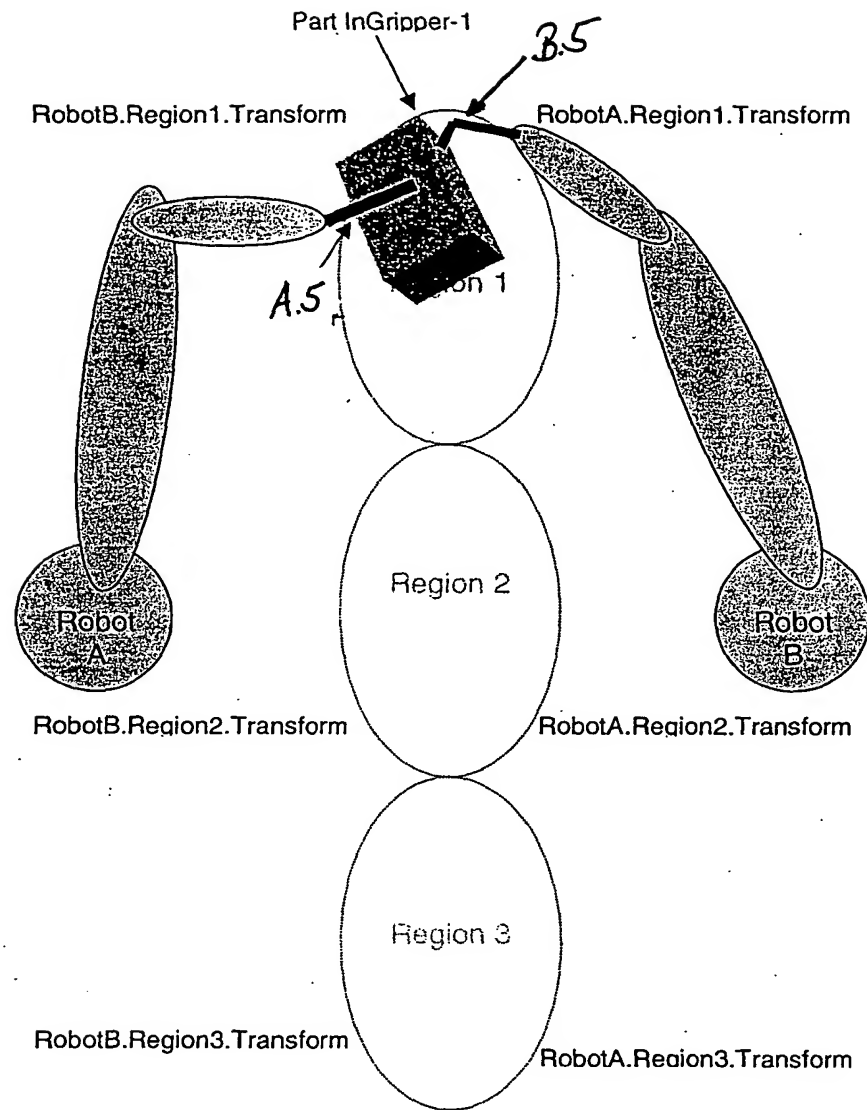 Part InGripper-1
B.5
RobotB.Region1.Transform
RobotA.Region1.Transform
A.5
Region 1
Region 2
Robot
A
Robot
B
RobotB.Region2.Transform
RobotA.Region2.Transform
Region 3
RobotB.Region3.Transform
RobotA.Region3.Transform